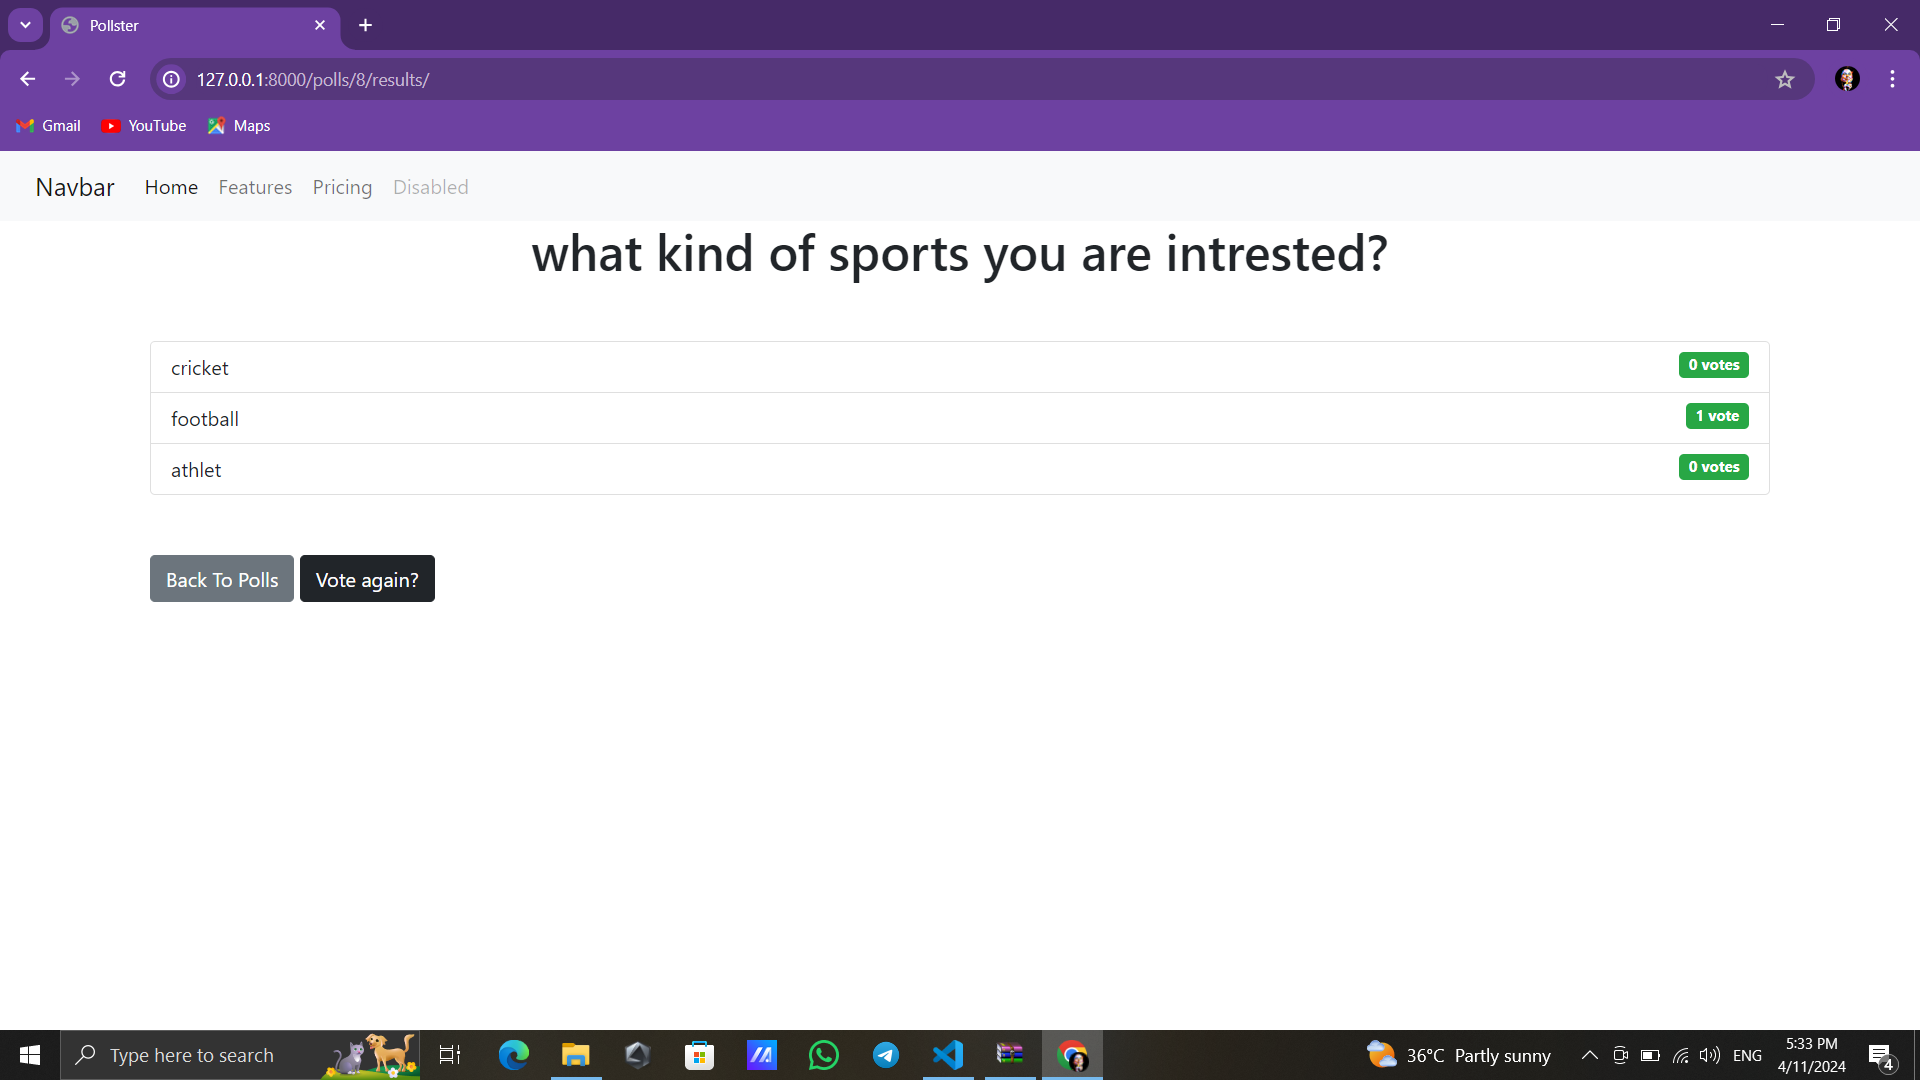 Pollster
127.0.0.1:8000/polls/8/results/
Gmail YouTube Maps
Navbar Home Features Pricing Disabled
what kind of sports you are intrested?
cricket 0 votes
football 1 vote
athlet 0 votes
Back To Polls Vote again?
Type here to search 36°C Partly sunny ENG 5:33 PM
4/11/2024 4